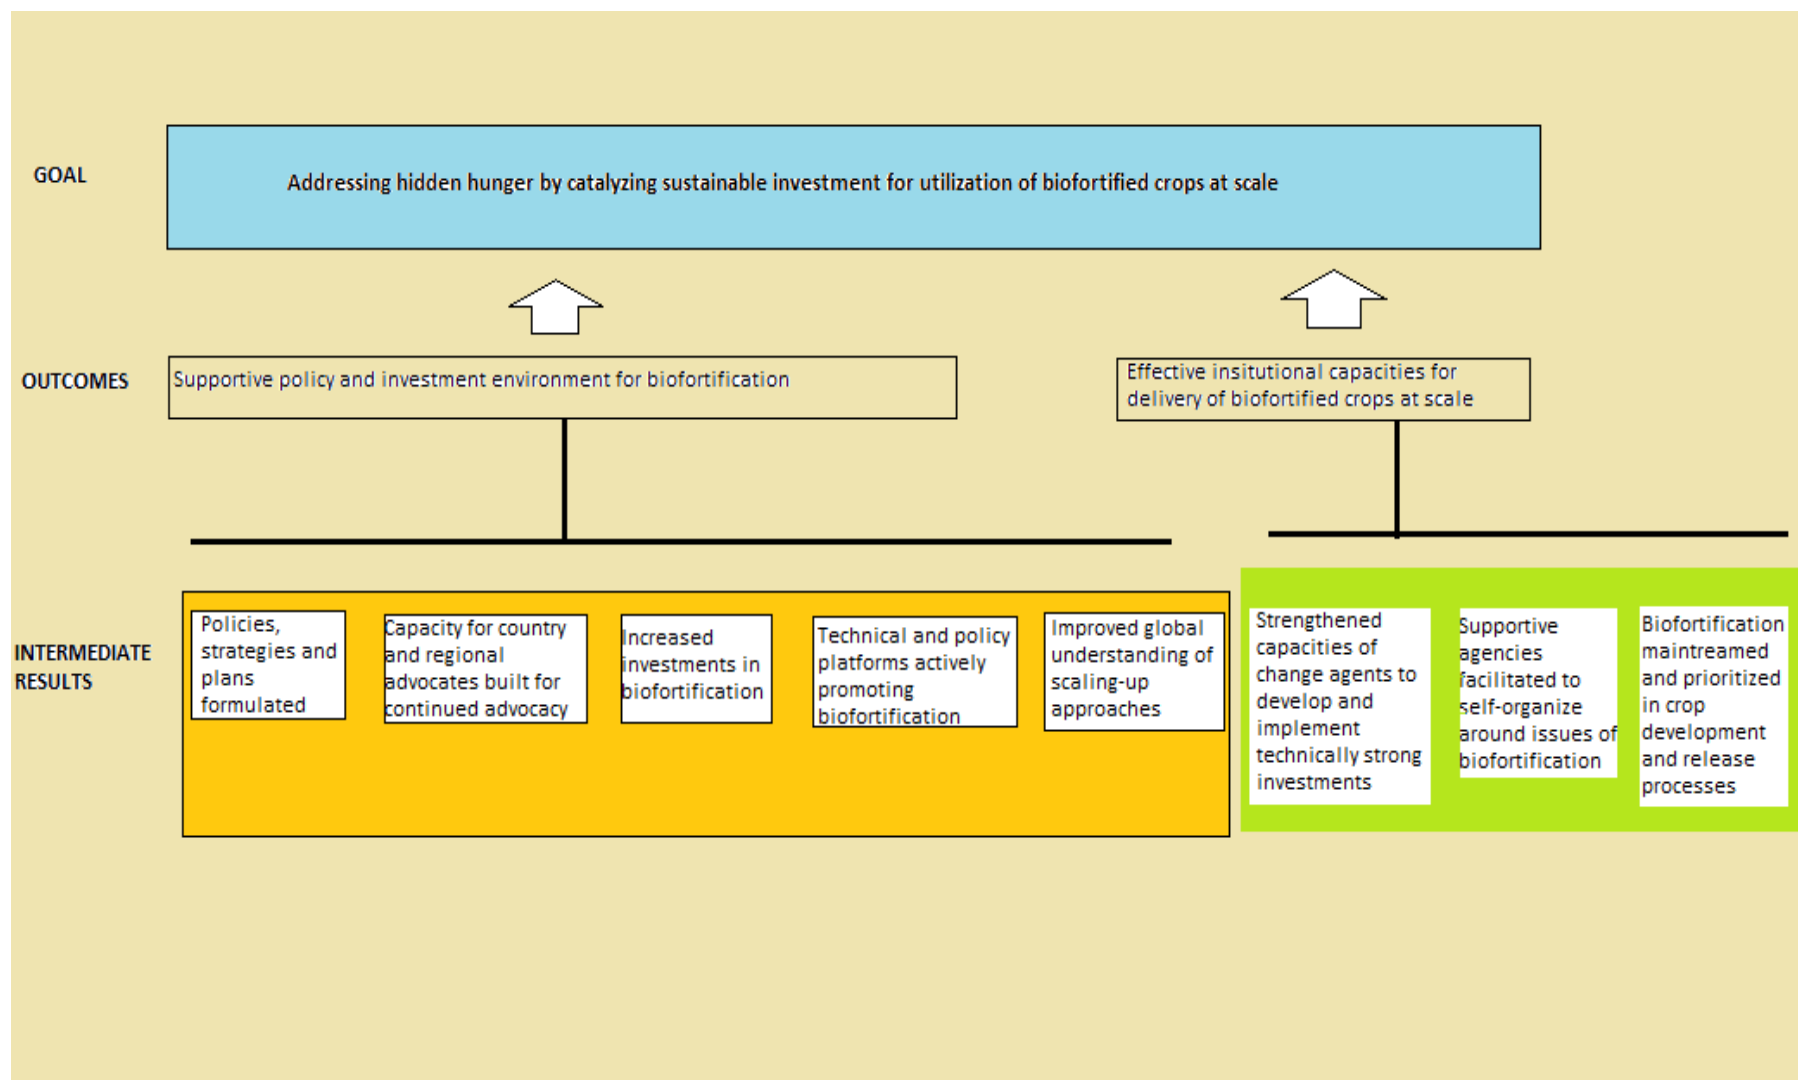 GOAL
Addressing hidden hunger by catalyzing sustainable investment for utilization of biofortified crops at scale
OUTCOMES
Supportive policy and investment environment for biofortification
Effective insitutional capacities for
delivery of biofortified crops at scale
INTERMEDIATE
RESULTS
Policies,
strategies and
plans
formulated
Capacity for country
and regional
advocates built for
continued advocacy
Increased
investments in
biofortification
Technical and policy
platforms actively
promoting
biofortification
Improved global
understanding of
scaling-up
approaches
Strengthened
capacities of
change agents to
develop and
implement
technically strong
investments
Supportive
agencies
facilitated to
self-organize
around issues of
biofortification
Biofortification
maintreamed
and prioritized
in crop
development
and release
processes